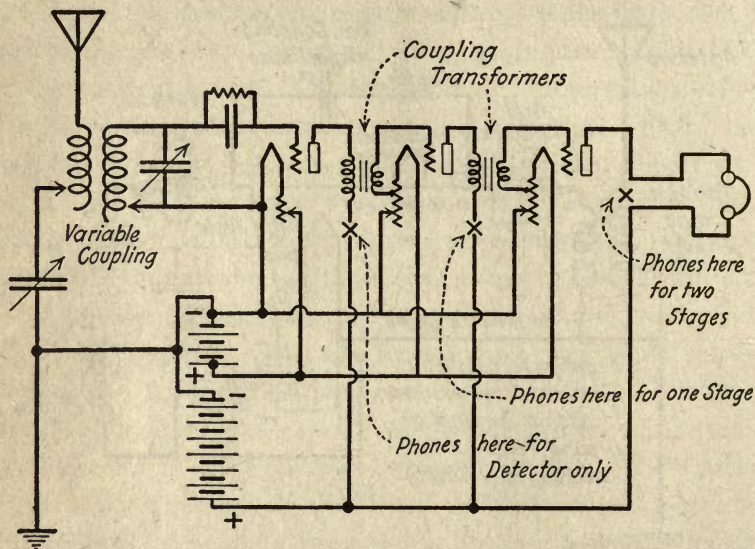 Coupling
Transformers
Variable
Coupling
Phones here
for two
Stages
-
+
-
Phones here for one Stage
Phones here for
Detector only
+